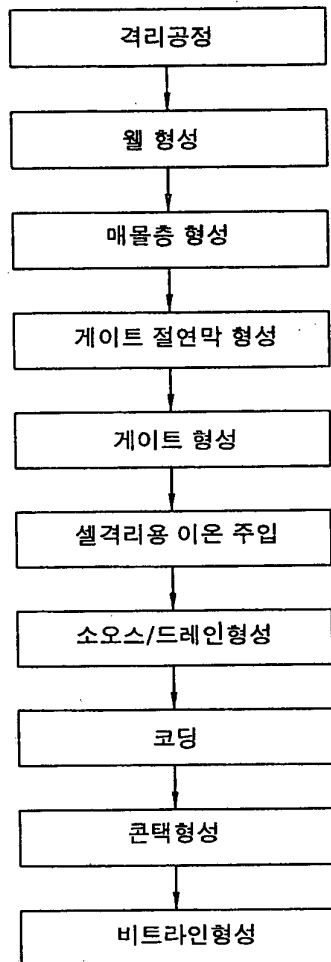 격리공정
웰 형성
매몰층 형성
게이트 절연막 형성
게이트 형성
셀격리용 이온 주입
소오스/드레인형성
코딩
콘택형성
비트라인형성